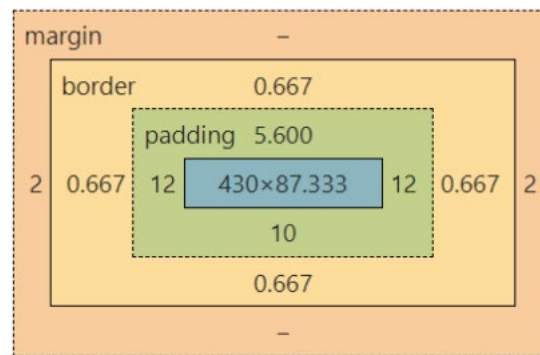 margin –
border 0.667
padding 5.600
2 0.667 12 430×87.333 12 0.667 2
10
0.667
–